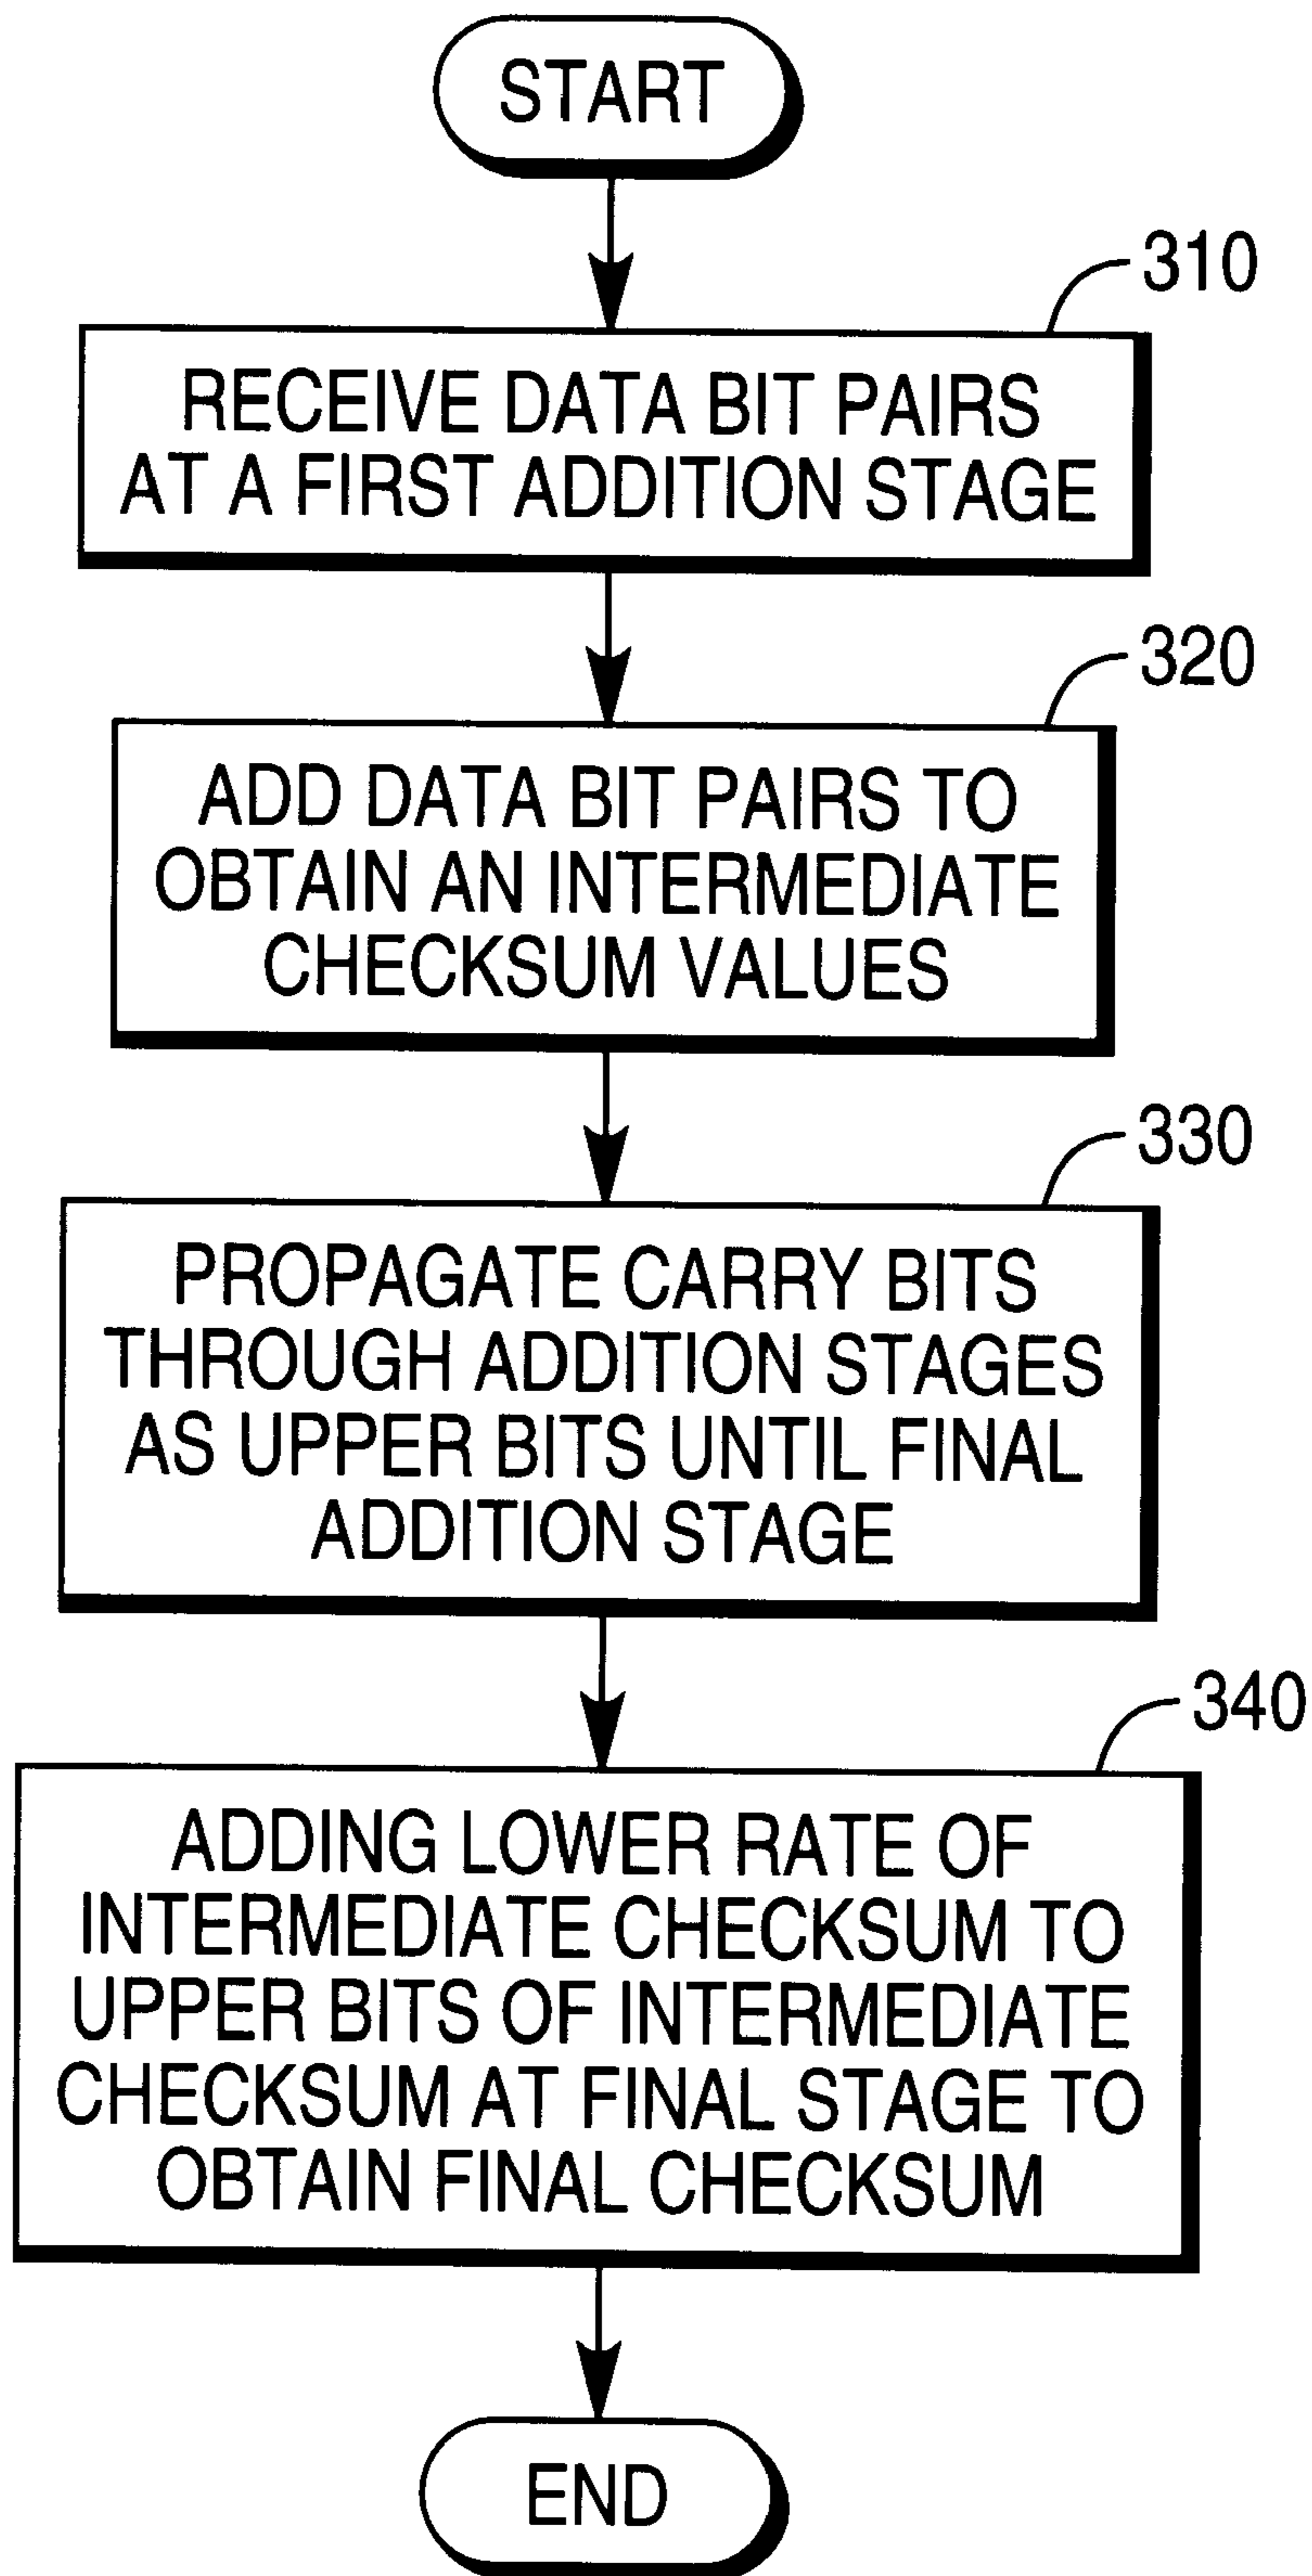 START
310
RECEIVE DATA BIT PAIRS
AT A FIRST ADDITION STAGE
320
ADD DATA BIT PAIRS TO
OBTAIN AN INTERMEDIATE
CHECKSUM VALUES
330
PROPAGATE CARRY BITS
THROUGH ADDITION STAGES
AS UPPER BITS UNTIL FINAL
ADDITION STAGE
340
ADDING LOWER RATE OF
INTERMEDIATE CHECKSUM TO
UPPER BITS OF INTERMEDIATE
CHECKSUM AT FINAL STAGE TO
OBTAIN FINAL CHECKSUM
END